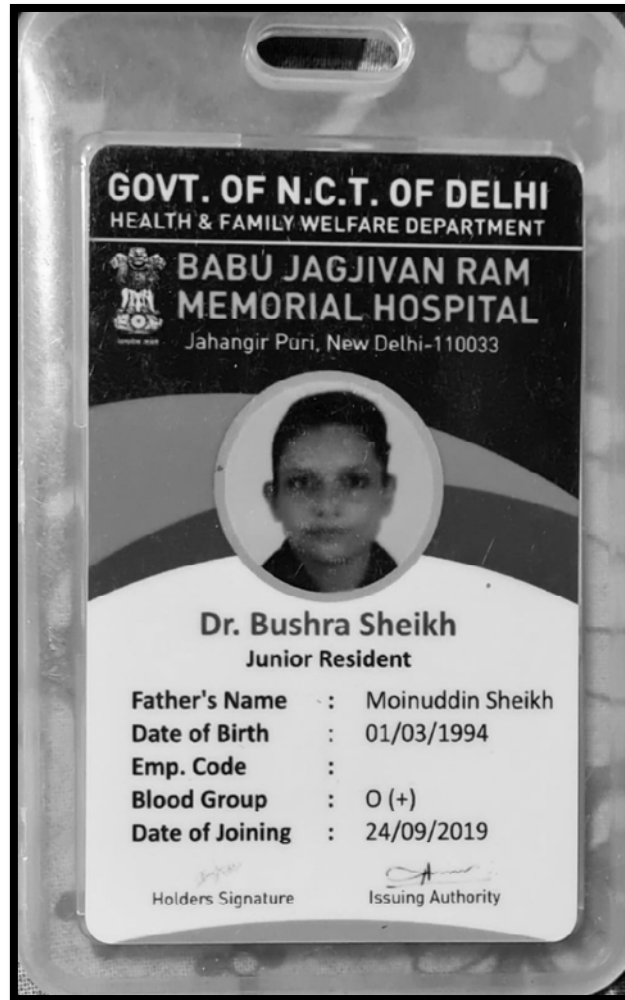 GOVT. OF N.C.T. OF DELHI
HEALTH & FAMILY WELFARE DEPARTMENT
BABU JAGJIVAN RAM
MEMORIAL HOSPITAL
Jahangir Puri, New Delhi-110033
Dr. Bushra Sheikh
Junior Resident
Father's Name : Moinuddin Sheikh
Date of Birth : 01/03/1994
Emp. Code :
Blood Group : O (+)
Date of Joining : 24/09/2019
Holders Signature Issuing Authority